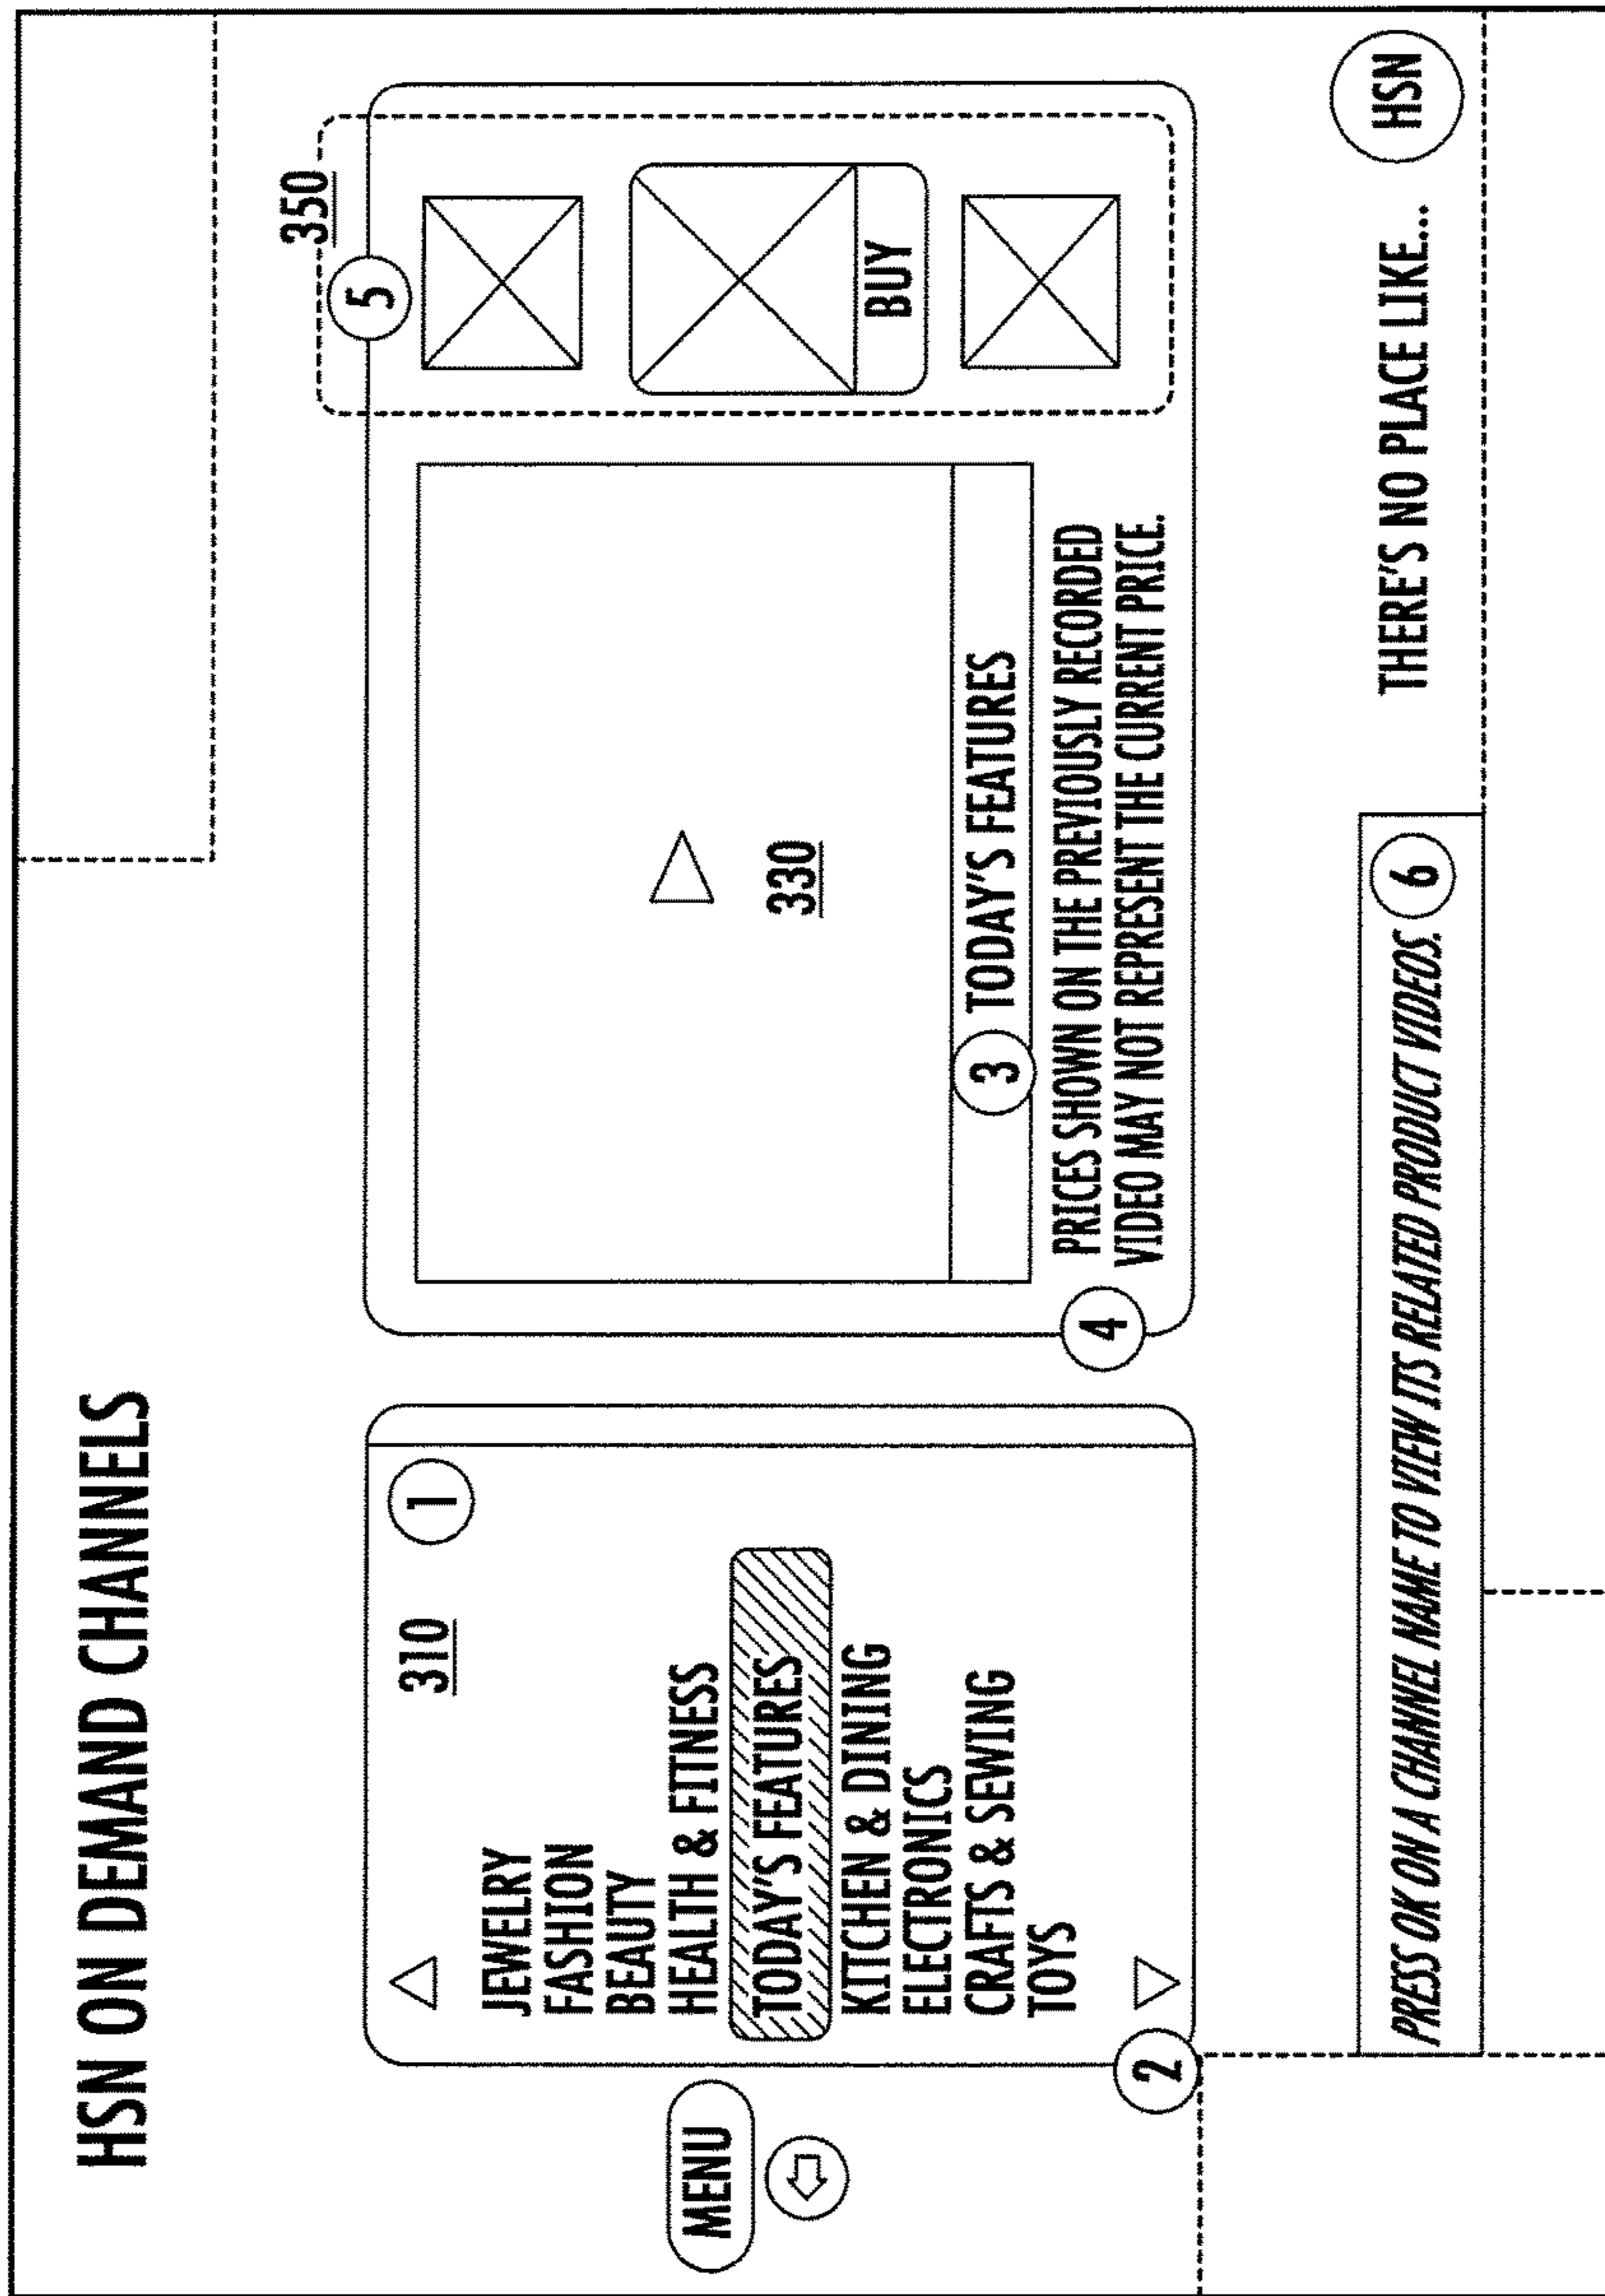 HSN ON DEMAND CHANNELS
MENU
310
1
JEWELRY
FASHION
BEAUTY
HEALTH & FITNESS
TODAY'S FEATURES
KITCHEN & DINING
ELECTRONICS
CRAFTS & SEWING
TOYS
2
330
3 TODAY'S FEATURES
PRICES SHOWN ON THE PREVIOUSLY RECORDED
VIDEO MAY NOT REPRESENT THE CURRENT PRICE.
4
350
5
BUY
PRESS OK ON A CHANNEL NAME TO VIEW ITS RELATED PRODUCT VIDEOS. 6
THERE'S NO PLACE LIKE... HSN